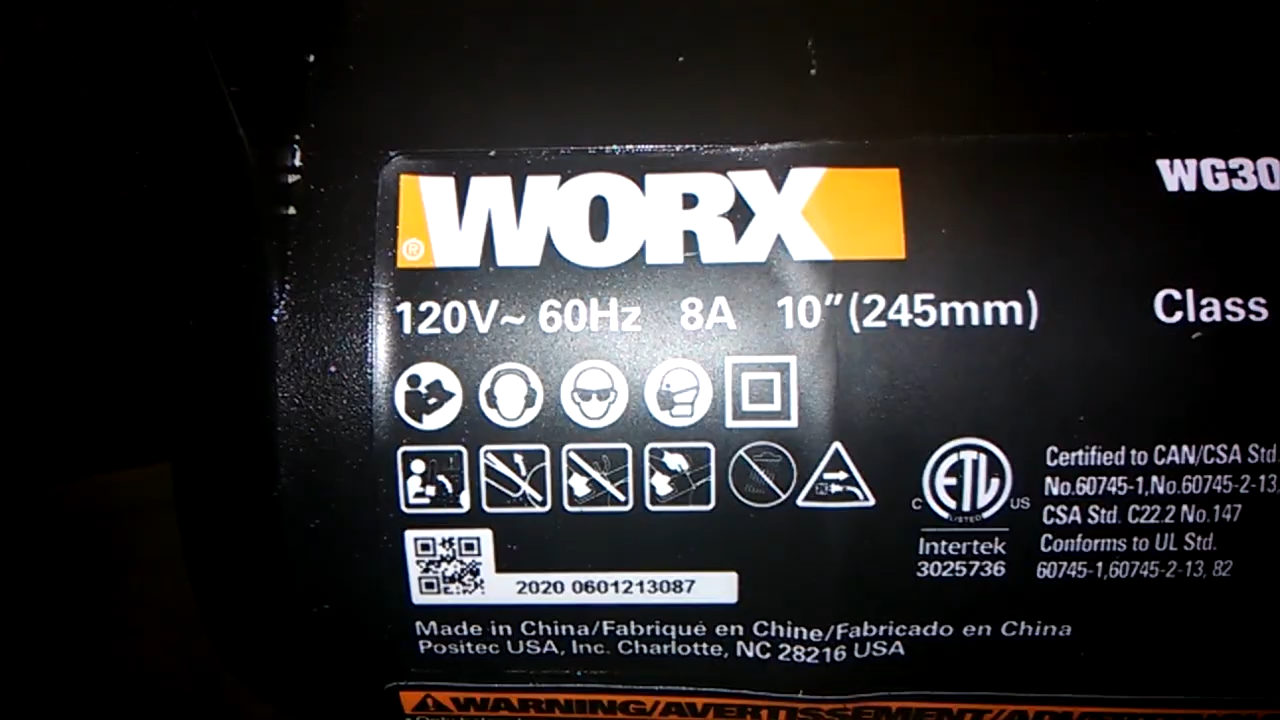 WORX®
WG30
120V~ 60Hz 8A 10"(245mm)
Class
ETL
C US
LISTED
Intertek
3025736
Certified to CAN/CSA Std
No.60745-1,No.60745-2-13,
CSA Std. C22.2 No.147
Conforms to UL Std.
60745-1,60745-2-13, 82
2020 0601213087
Made in China/Fabriqué en Chine/Fabricado en China
Positec USA, Inc. Charlotte, NC 28216 USA
WARNING/AVERTISSEMENT/